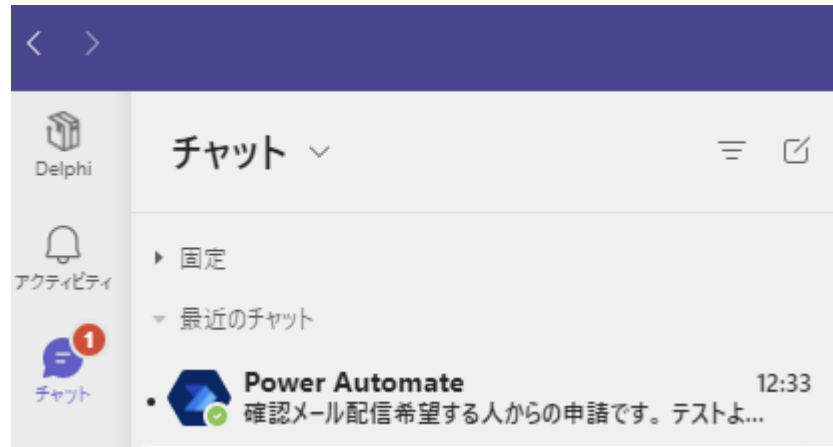 Delphi
アクティビティ
1
チャット
チャット
固定
最近のチャット
Power Automate
12:33
確認メール配信希望する人からの申請です。テストよ...